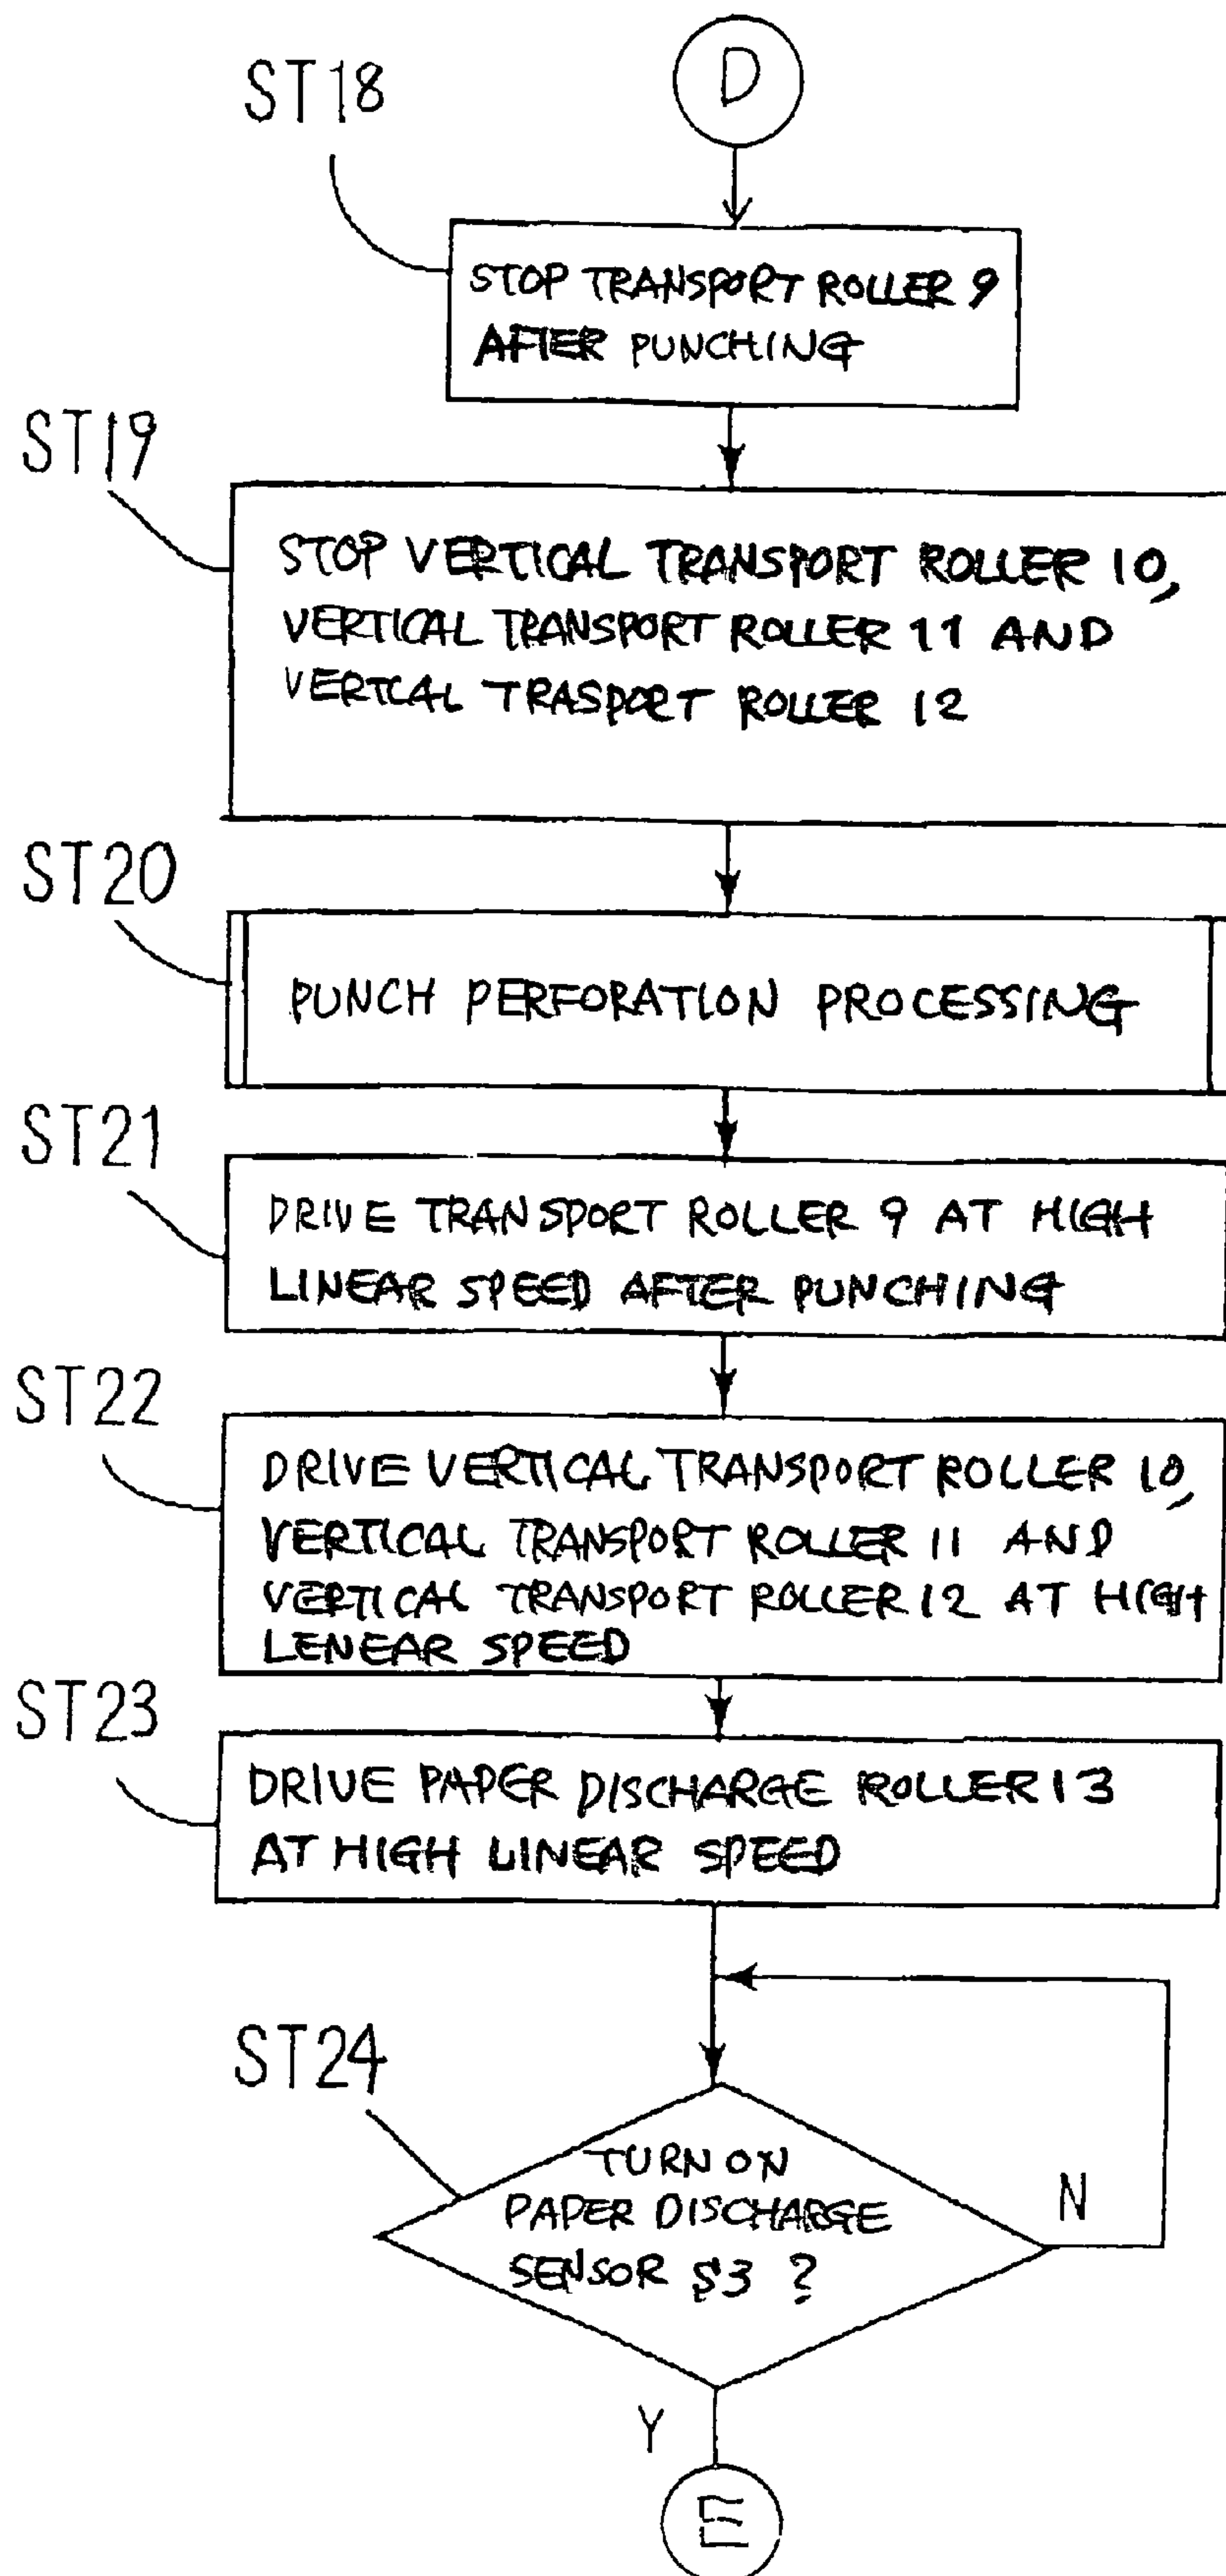 D
ST18
STOP TRANSPORT ROLLER 9
AFTER PUNCHING
ST19
STOP VERTICAL TRANSPORT ROLLER 10,
VERTICAL TRANSPORT ROLLER 11 AND
VERTCAL TRASPORT ROLLER 12
ST20
PUNCH PERFORATION PROCESSING
ST21
DRIVE TRANSPORT ROLLER 9 AT HIGH
LINEAR SPEED AFTER PUNCHING
ST22
DRIVE VERTICAL TRANSPORT ROLLER 10,
VERTICAL TRANSPORT ROLLER 11 AND
VERTICAL TRANSPORT ROLLER 12 AT HIGH
LENEAR SPEED
ST23
DRIVE PAPER DISCHARGE ROLLER 13
AT HIGH LINEAR SPEED
ST24
TURN ON
PAPER DISCHARGE
SENSOR S3 ?
N
Y
E